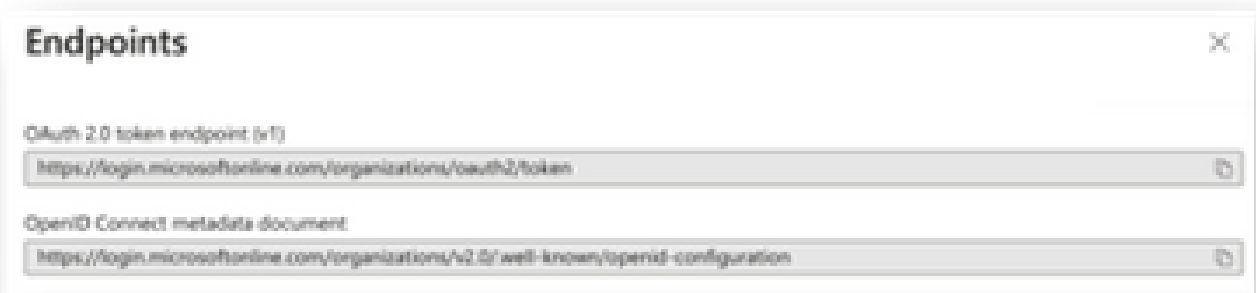 Endpoints
OAuth 2.0 token endpoint (v1)
https://login.microsoftonline.com/organizations/oauth2/token
OpenID Connect metadata document
https://login.microsoftonline.com/organizations/v2.0/.well-known/openid-configuration